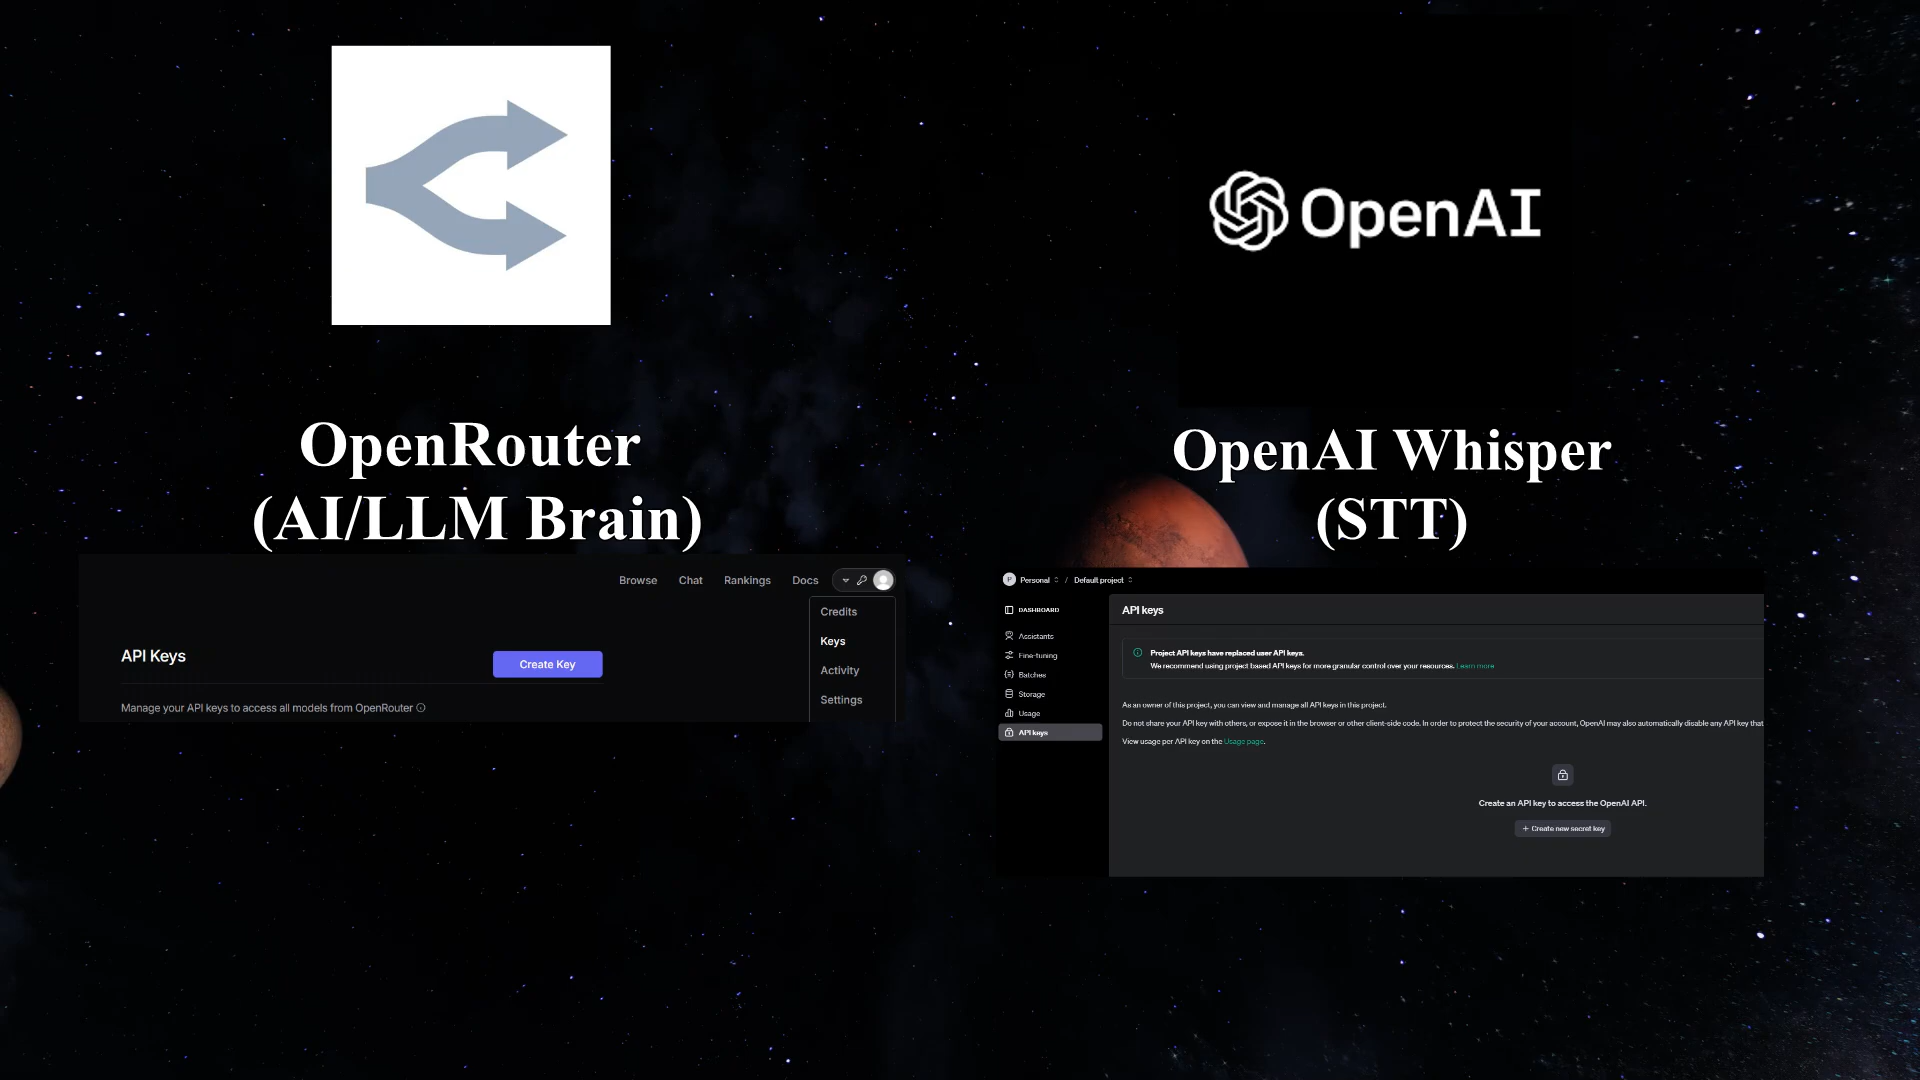 OpenAI
OpenRouter
(AI/LLM Brain)
OpenAI Whisper
(STT)
Browse Chat Rankings Docs
Credits
Keys
Activity
Settings
API Keys
Create Key
Manage your API keys to access all models from OpenRouter
P Personal / Default project
DASHBOARD
Assistants
Fine-tuning
Batches
Storage
Usage
API keys
API keys
Project API keys have replaced user API keys.
We recommend using project based API keys for more granular control over your resources. Learn more
As an owner of this project, you can view and manage all API keys in this project.
Do not share your API key with others, or expose it in the browser or other client-side code. In order to protect the security of your account, OpenAI may also automatically disable any API key that
View usage per API key on the Usage page.
Create an API key to access the OpenAI API.
+ Create new secret key